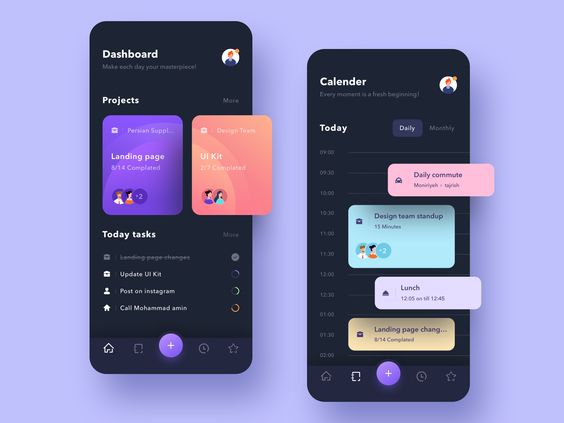 Dashboard
Make each day your masterpiece!
Projects
More
Persian Suppl...
Landing page
8/14 Complated
+2
Design Team
UI Kit
2/7 Complated
Today tasks
More
Landing page changes
Update UI Kit
Post on instagram
Call Mohammad amin
+
Calender
Every moment is a fresh beginning!
Today
Daily
Monthly
09:00
09:30
Daily commute
Moniriyeh • tajrish
10:00
10:30
Design team standup
15 Minutes
11:00
11:30
+2
12:00
Lunch
12:05 on till 12:45
12:30
01:00
01:30
Landing page chang...
8/14 Complated
02:00
+